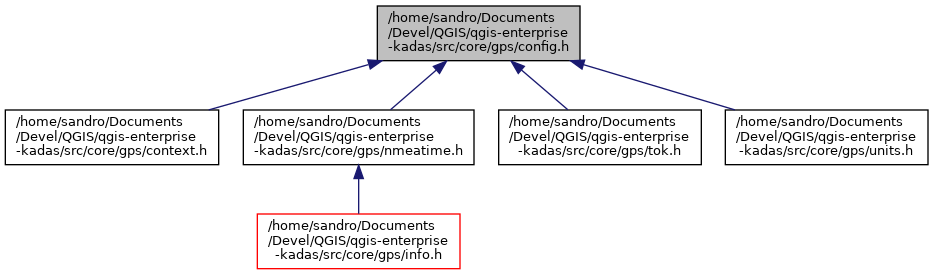 /home/sandro/Documents
/Devel/QGIS/qgis-enterprise
-kadas/src/core/gps/config.h
/home/sandro/Documents
/Devel/QGIS/qgis-enterprise
-kadas/src/core/gps/context.h
/home/sandro/Documents
/Devel/QGIS/qgis-enterprise
-kadas/src/core/gps/nmeatime.h
/home/sandro/Documents
/Devel/QGIS/qgis-enterprise
-kadas/src/core/gps/tok.h
/home/sandro/Documents
/Devel/QGIS/qgis-enterprise
-kadas/src/core/gps/units.h
/home/sandro/Documents
/Devel/QGIS/qgis-enterprise
-kadas/src/core/gps/info.h